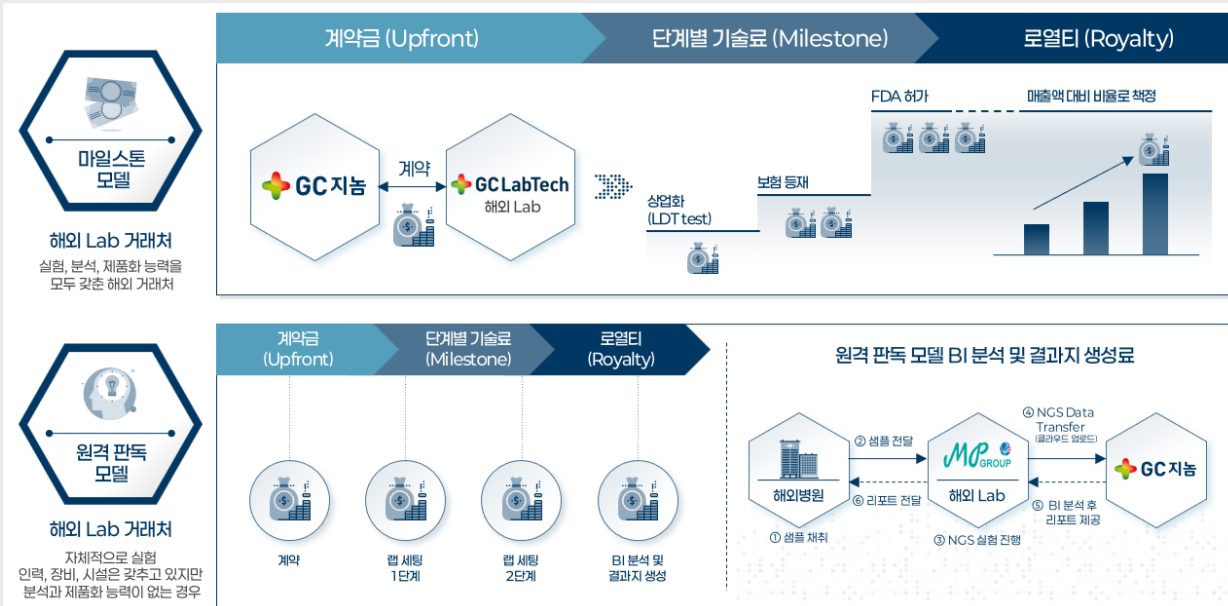 계약금 (Upfront)
단계별 기술료 (Milestone)
로열티 (Royalty)
마일스톤
모델
해외 Lab 거래처
실험, 분석, 제품화 능력을
모두 갖춘 해외 거래처
GC지놈
계약
GC LabTech
해외 Lab
상업화
(LDT test)
보험 등재
FDA 허가
매출액 대비 비율로 책정
원격 판독
모델
해외 Lab 거래처
자체적으로 실험
인력, 장비, 시설은 갖추고 있지만
분석과 제품화 능력이 없는 경우
계약금
(Upfront)
단계별 기술료
(Milestone)
로열티
(Royalty)
계약
랩 세팅
1단계
랩 세팅
2단계
BI 분석 및
결과지 생성
원격 판독 모델 BI 분석 및 결과지 생성료
해외병원
① 샘플 채취
② 샘플 전달
⑥ 리포트 전달
MP
GROUP
해외 Lab
③ NGS 실험 진행
④ NGS Data
Transfer
(클라우드 업로드)
⑤ BI 분석 후
리포트 제공
GC지놈